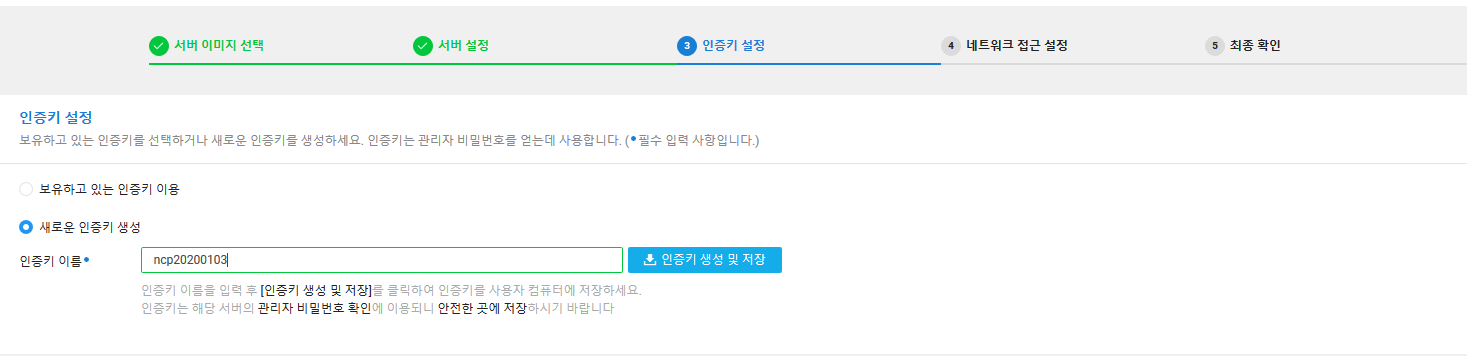 서버 이미지 선택
서버 설정
3 인증키 설정
4 네트워크 접근 설정
5 최종 확인
인증키 설정
보유하고 있는 인증키를 선택하거나 새로운 인증키를 생성하세요. 인증키는 관리자 비밀번호를 얻는데 사용합니다. (•필수 입력 사항입니다.)
보유하고 있는 인증키 이용
새로운 인증키 생성
인증키 이름• ncp20200103 인증키 생성 및 저장
인증키 이름을 입력 후 [인증키 생성 및 저장]를 클릭하여 인증키를 사용자 컴퓨터에 저장하세요.
인증키는 해당 서버의 관리자 비밀번호 확인에 이용되니 안전한 곳에 저장하시기 바랍니다